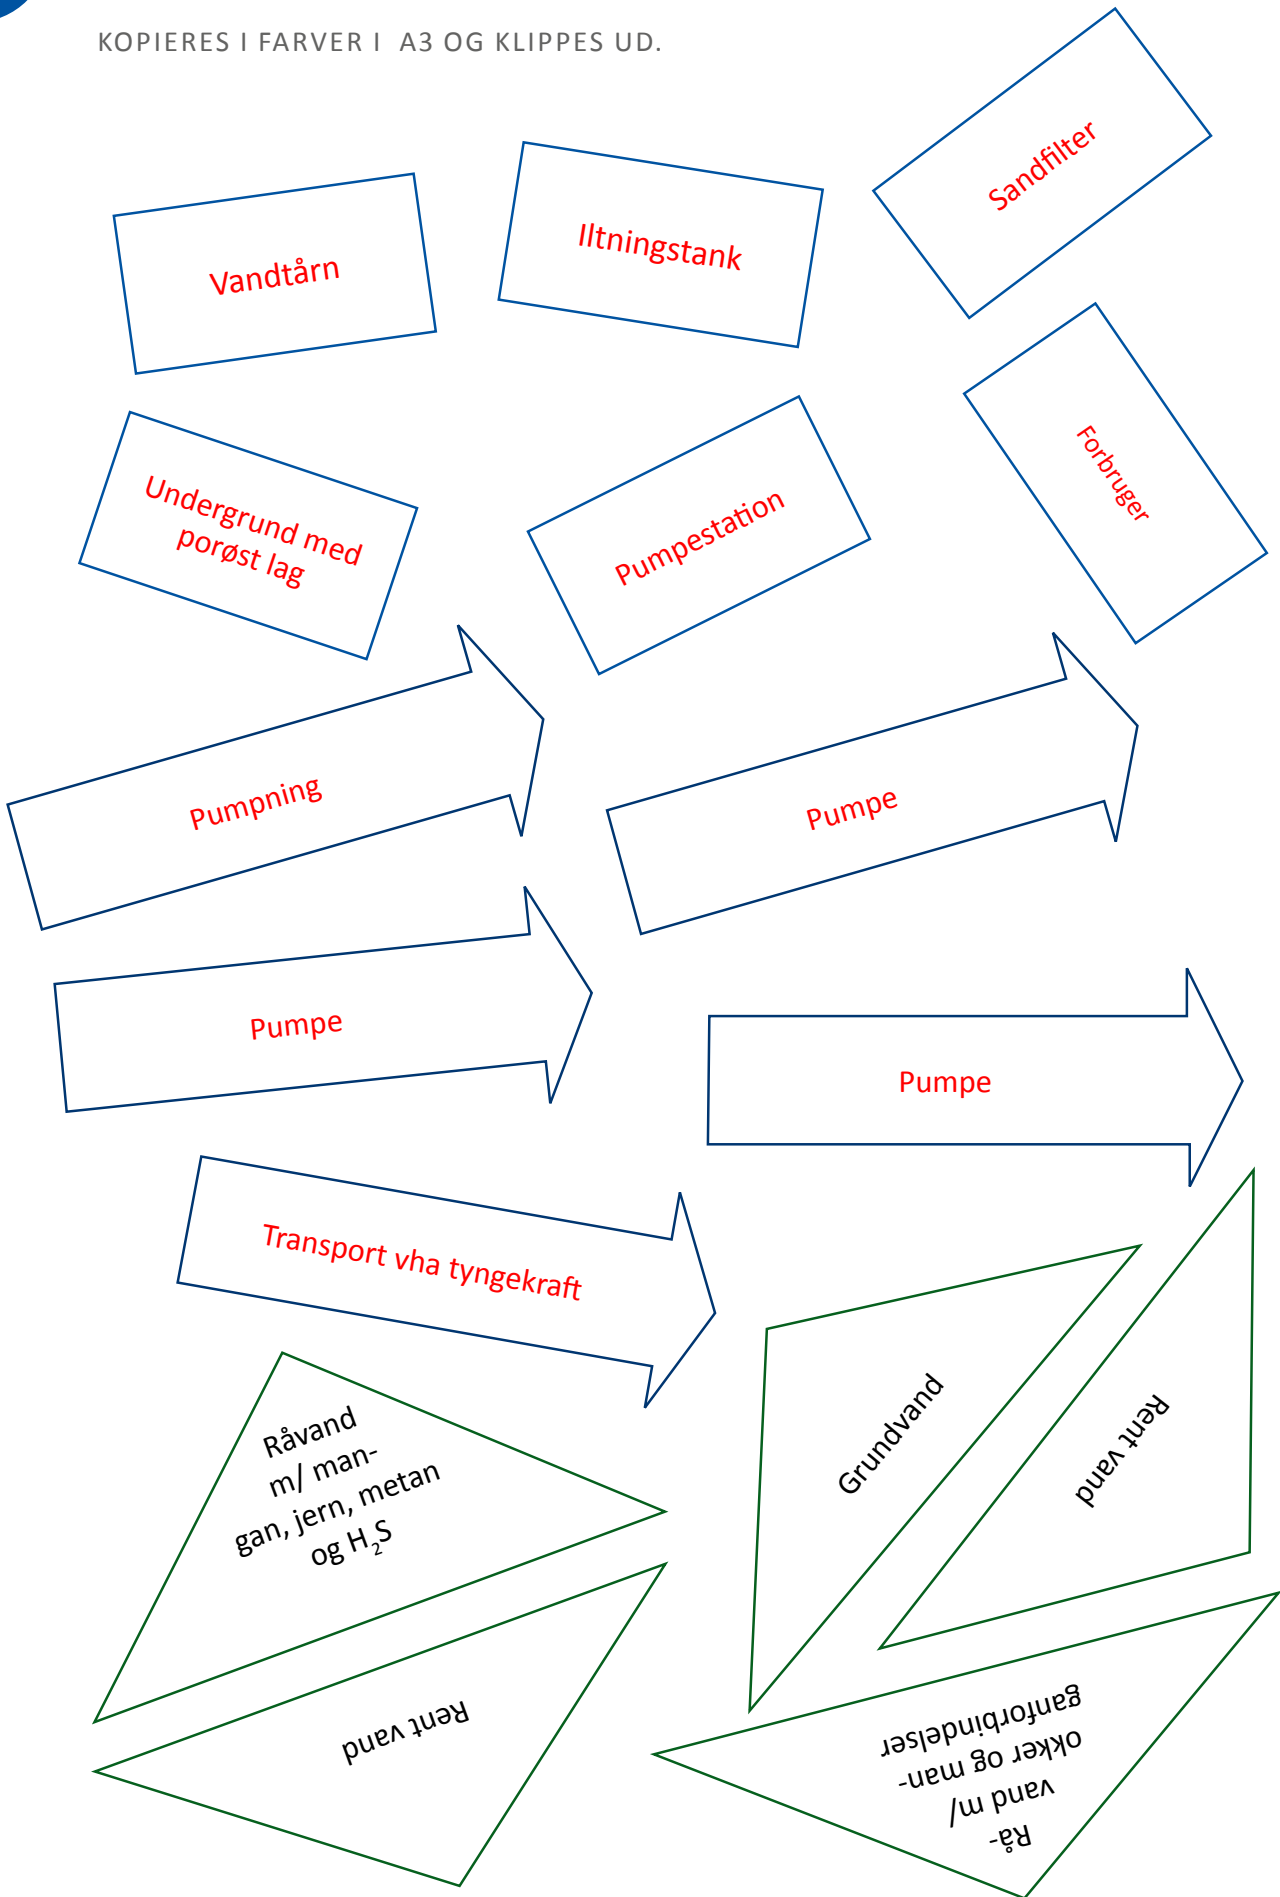 KOPIERES I FARVER I A3 OG KLIPPES UD.
Sandfilter
Iltningstank
Vandtårn
Forbruger
Undergrund med
porøst lag
Pumpestation
Pumpning
Pumpe
Pumpe
Pumpe
Transport vha tyngekraft
Grundvand
Rent vand
Råvand
m/ man-
gan, jern, metan
og H₂S
Rent vand
Rå-
vand m/
okker og man-
ganforbindelser